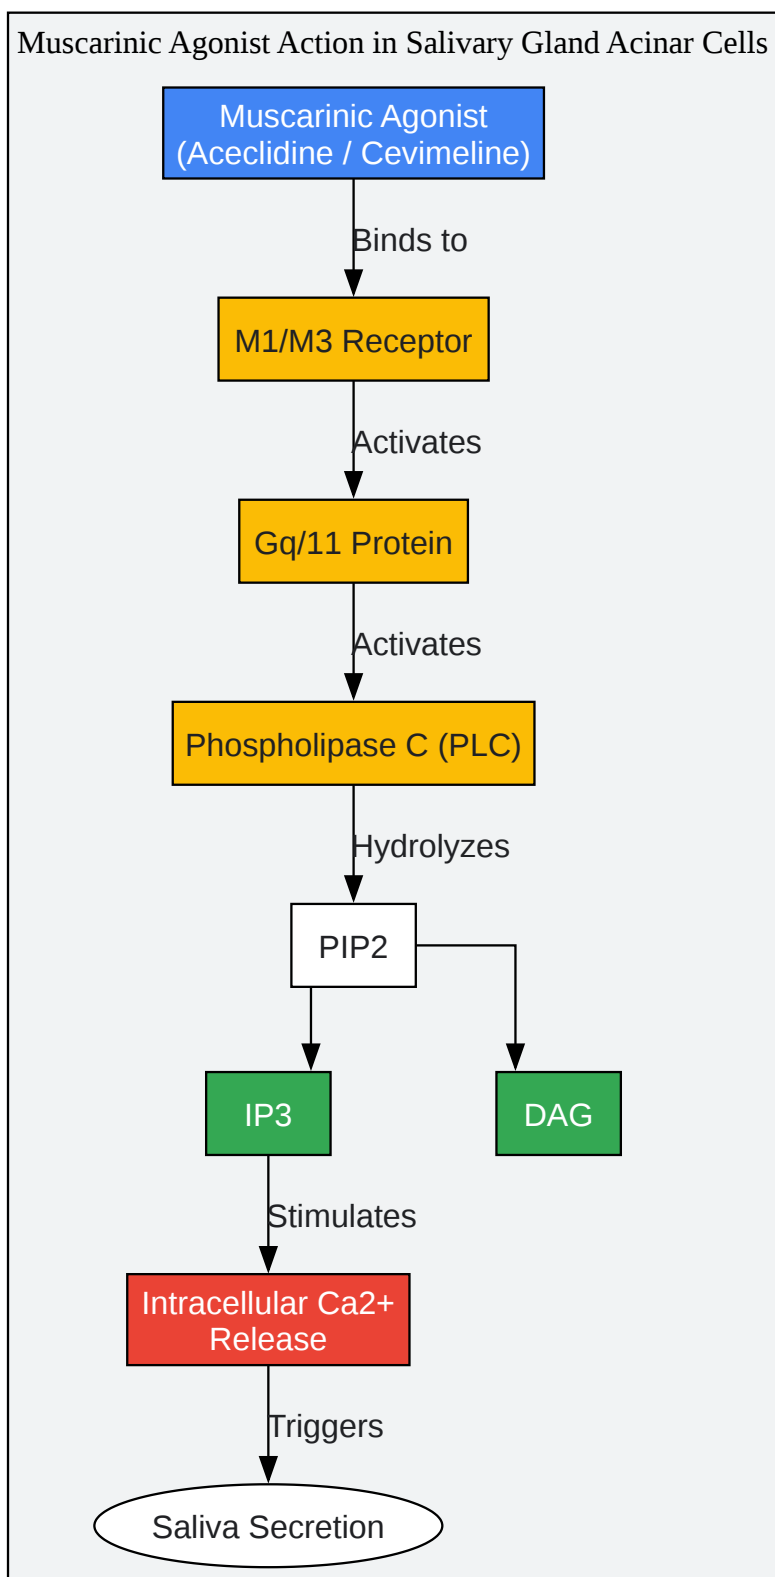 Muscarinic Agonist Action in Salivary Gland Acinar Cells
Muscarinic Agonist
(Aceclidine / Cevimeline)
Binds to
M1/M3 Receptor
Activates
Gq/11 Protein
Activates
Phospholipase C (PLC)
Hydrolyzes
PIP2
IP3
DAG
Stimulates
Intracellular Ca2+
Release
Triggers
Saliva Secretion